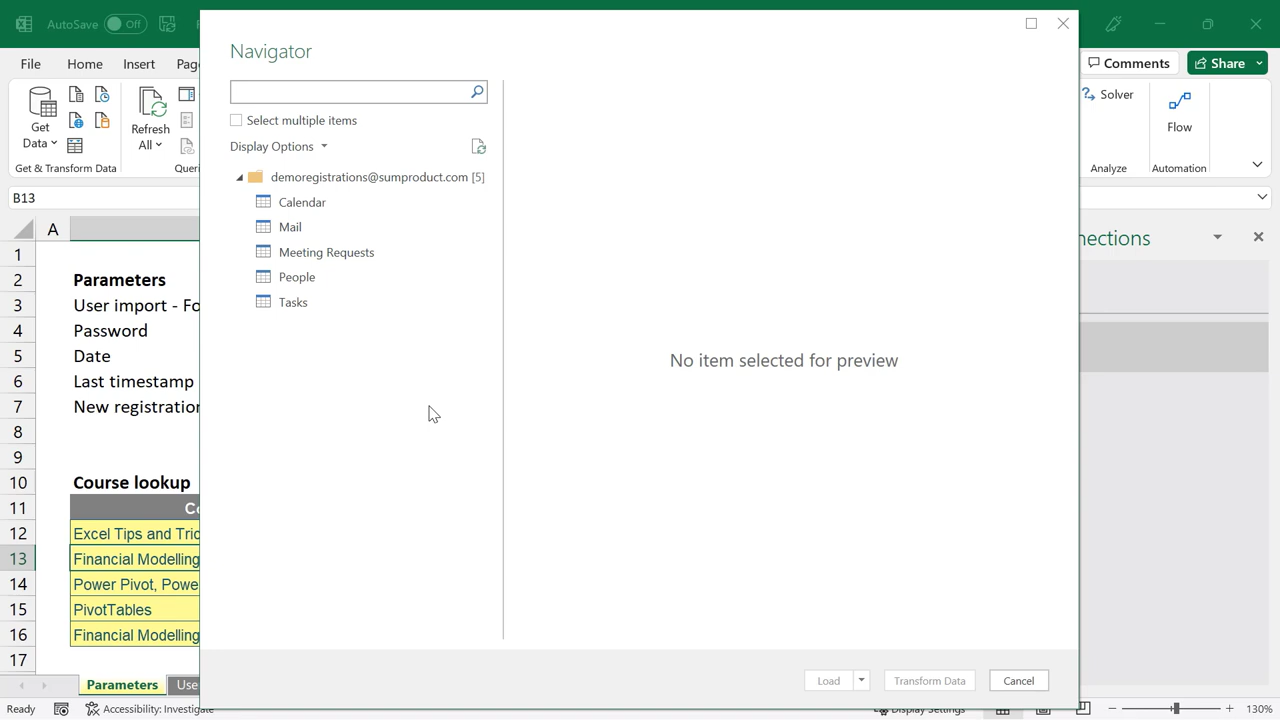 AutoSave Off
File Home Insert Pag
Comments Share
Get Data
Refresh All
Get & Transform Data
Queri
Solver
Flow
Analyze Automation
B13
Navigator
Select multiple items
Display Options
demoregistrations@sumproduct.com [5]
Calendar
Mail
Meeting Requests
People
Tasks
No item selected for preview
Load Transform Data Cancel
nections
A
1
2 Parameters
3 User import - Fo
4 Password
5 Date
6 Last timestamp
7 New registration
8
9
10 Course lookup
11 Co
12 Excel Tips and Tric
13 Financial Modelling
14 Power Pivot, Powe
15 PivotTables
16 Financial Modelling
17
Parameters Use
Ready Accessibility: Investigate Display Settings 130%